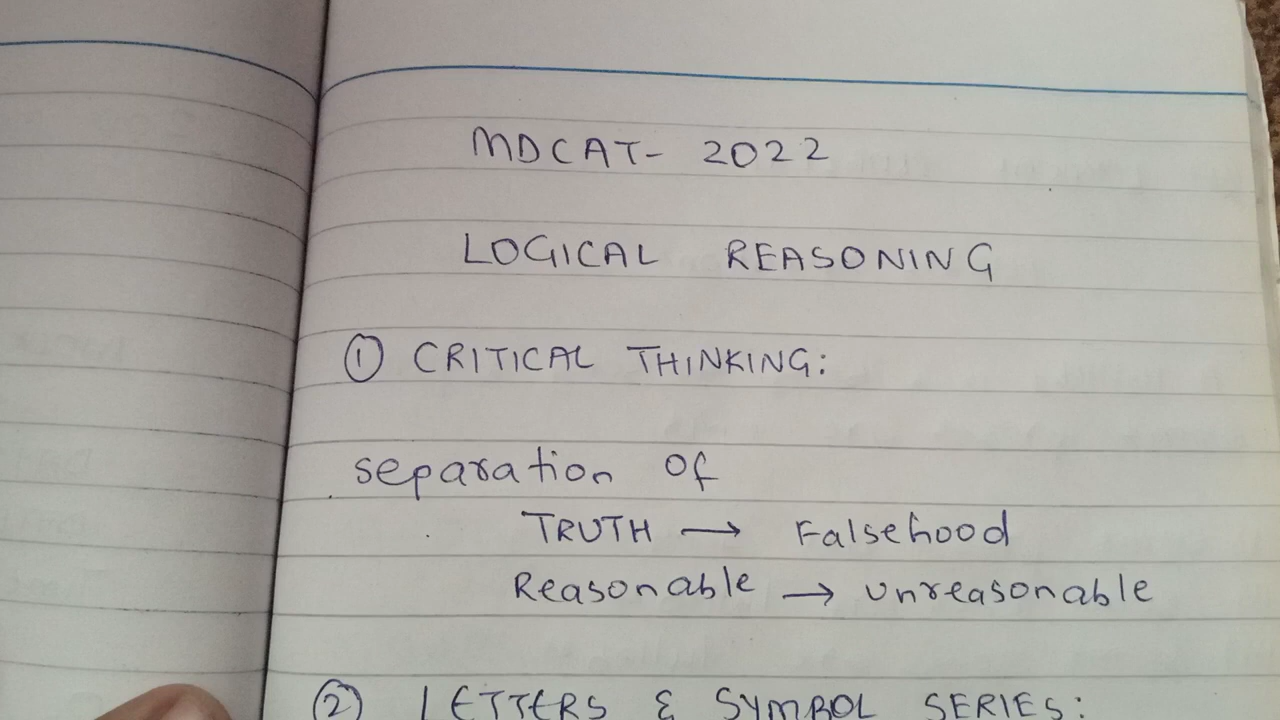 MDCAT- 2022
LOGICAL REASONING
① CRITICAL THINKING:
separation of
TRUTH → Falsehood
Reasonable → unreasonable
② LETTERS & SYMBOL SERIES: